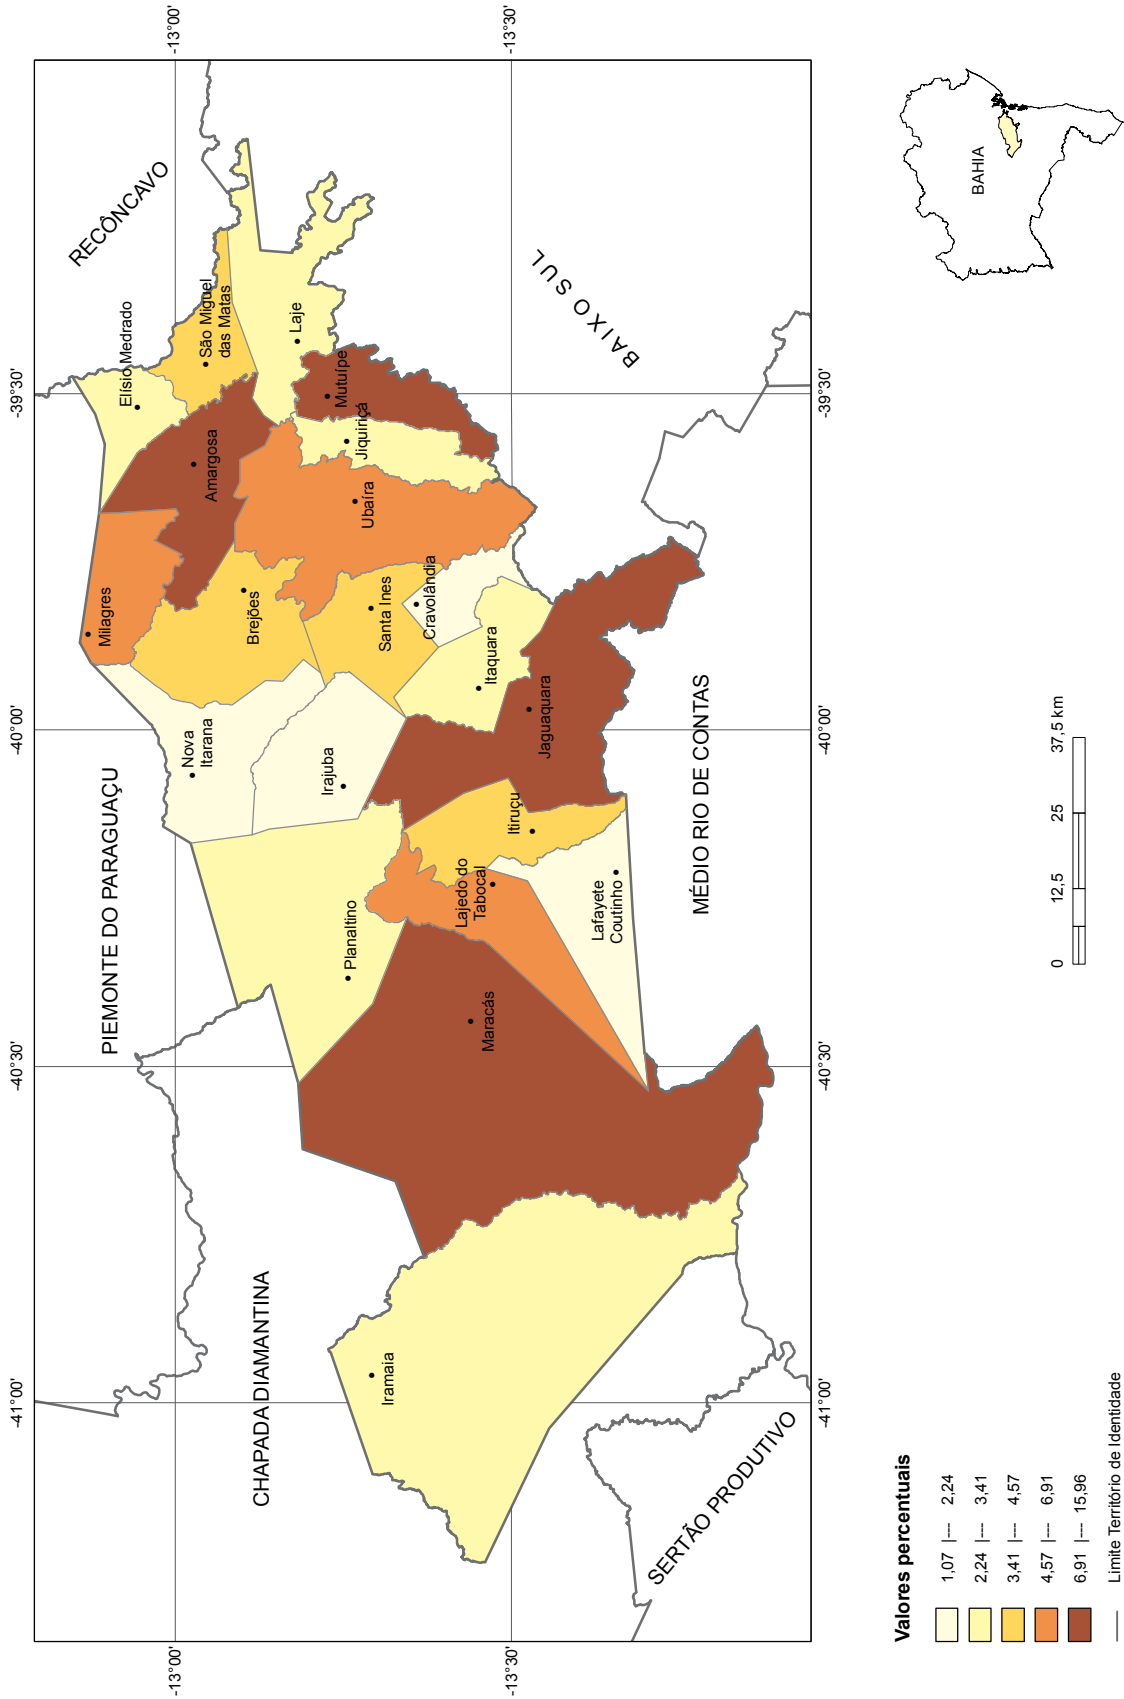 -41°00'
-40°30'
-40°00'
-39°30'
-13°00'
-13°00'
-13°30'
-13°30'
PIEMONTE DO PARAGUAÇU
RECÔNCAVO
CHAPADA DIAMANTINA
BAIXO SUL
MÉDIO RIO DE CONTAS
SERTÃO PRODUTIVO
Milagres
Elísio Medrado
São Miguel
das Matas
Amargosa
Nova
Itarana
Brejões
Laje
Mutuípe
Jiquiriçá
Ubaíra
Irajuba
Santa Ines
Cravolândia
Planaltino
Itaquara
Jaguaquara
Itiruçu
Lajedo do
Tabocal
Lafayete
Coutinho
Maracás
Iramaia
-41°00'
-40°30'
-40°00'
-39°30'
Valores percentuais
1,07 |--- 2,24
2,24 |--- 3,41
3,41 |--- 4,57
4,57 |--- 6,91
6,91 |--- 15,96
Limite Território de Identidade
0 12,5 25 37,5 km
BAHIA